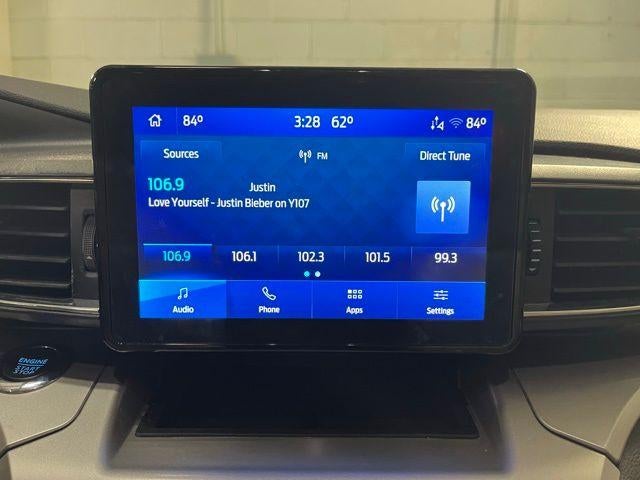 84° 3:28 62° 84°
Sources FM Direct Tune
106.9 Justin
Love Yourself - Justin Bieber on Y107
106.9 106.1 102.3 101.5 99.3
Audio Phone Apps Settings
ENGINE
START
STOP